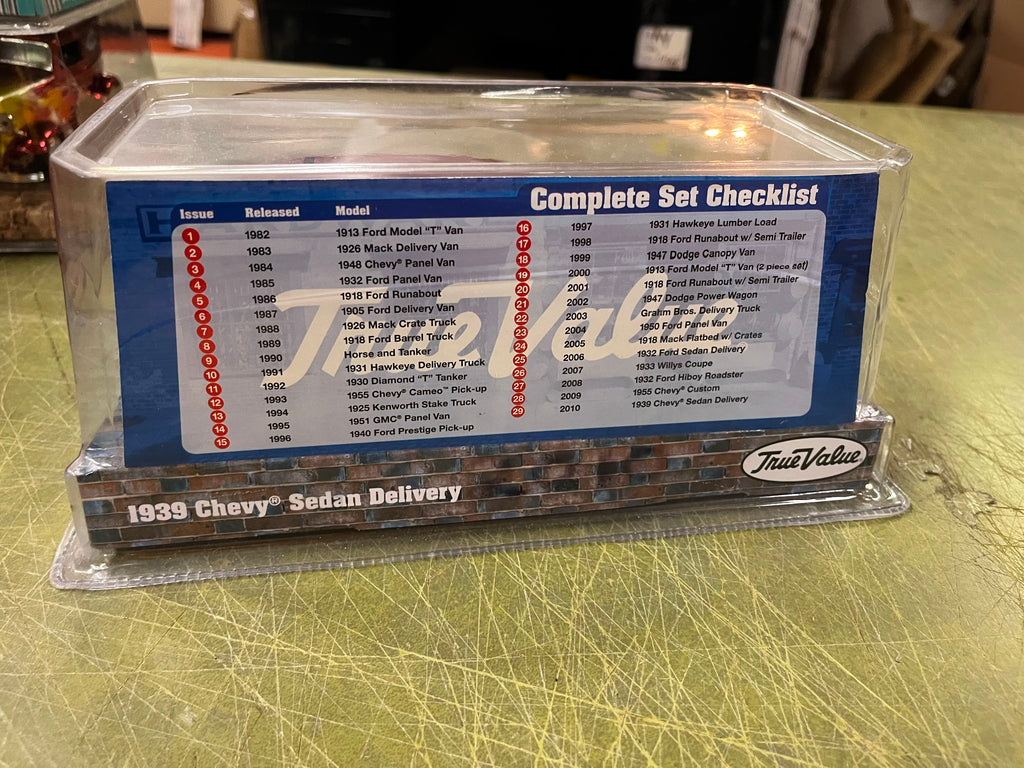 Complete Set Checklist
Issue Released Model
1 1982 1913 Ford Model "T" Van
2 1983 1926 Mack Delivery Van
3 1984 1948 Chevy® Panel Van
4 1985 1932 Ford Panel Van
5 1986 1918 Ford Runabout
6 1987 1905 Ford Delivery Van
7 1988 1926 Mack Crate Truck
8 1989 1918 Ford Barrel Truck
9 1990 Horse and Tanker
10 1991 1931 Hawkeye Delivery Truck
11 1992 1930 Diamond "T" Tanker
12 1993 1955 Chevy® Cameo™ Pick-up
13 1994 1925 Kenworth Stake Truck
14 1995 1951 GMC® Panel Van
15 1996 1940 Ford Prestige Pick-up
16 1997 1931 Hawkeye Lumber Load
17 1998 1918 Ford Runabout w/ Semi Trailer
18 1999 1947 Dodge Canopy Van
19 2000 1913 Ford Model "T" Van (2 piece set)
20 2001 1918 Ford Runabout w/ Semi Trailer
21 2002 1947 Dodge Power Wagon
22 2003 Grahm Bros. Delivery Truck
23 2004 1950 Ford Panel Van
24 2005 1918 Mack Flatbed w/ Crates
25 2006 1932 Ford Sedan Delivery
26 2007 1933 Willys Coupe
27 2008 1932 Ford Hiboy Roadster
28 2009 1955 Chevy® Custom
29 2010 1939 Chevy® Sedan Delivery
True Value
1939 Chevy® Sedan Delivery
True Value